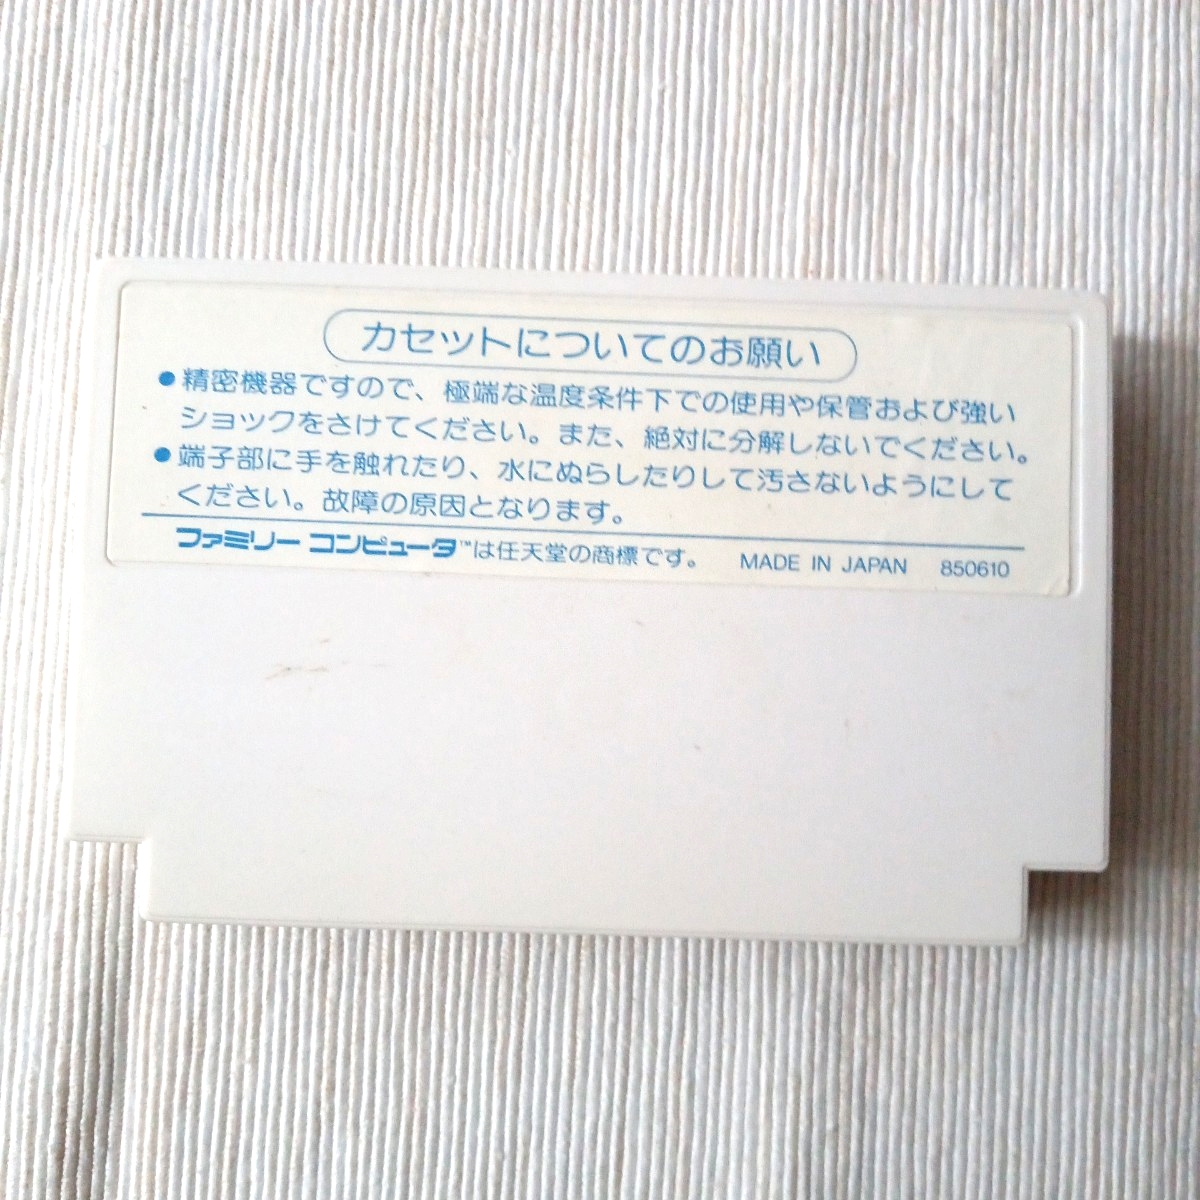 カセットについてのお願い
●精密機器ですので、極端な温度条件下での使用や保管および強い
ショックをさけてください。また、絶対に分解しないでください。
●端子部に手を触れたり、水にぬらしたりして汚さないようにして
ください。故障の原因となります。
ファミリー コンピュータ™は任天堂の商標です。 MADE IN JAPAN 850610